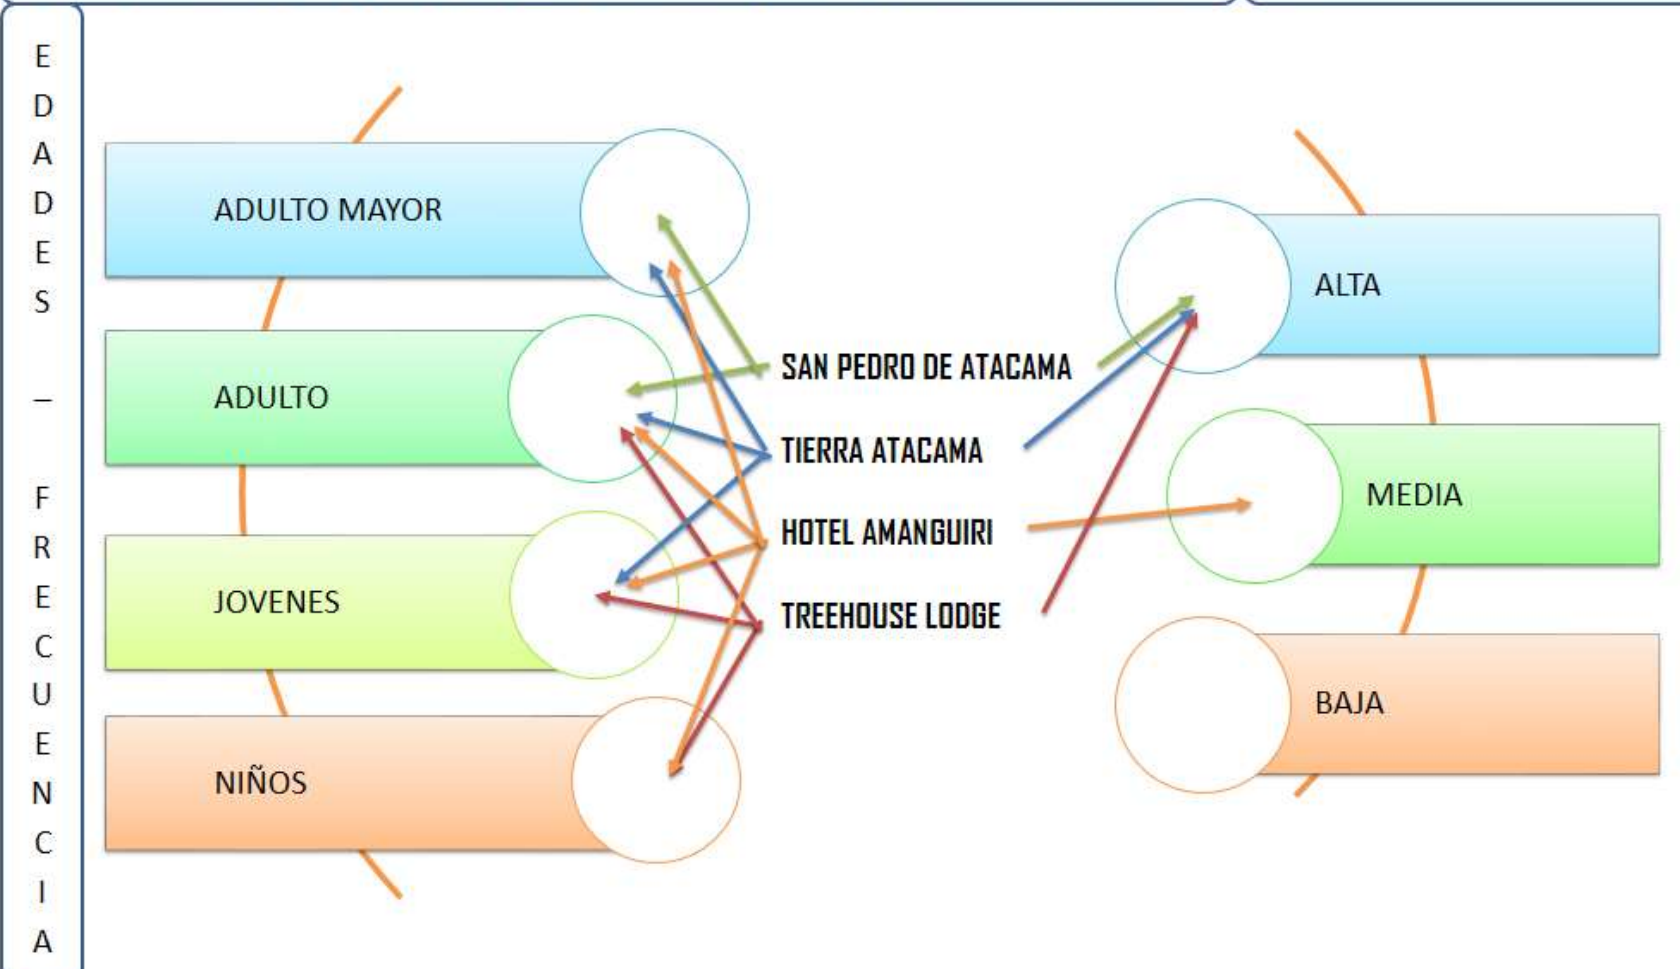 EDADES – FRECUENCIA
ADULTO MAYOR
ADULTO
JOVENES
NIÑOS
SAN PEDRO DE ATACAMA
TIERRA ATACAMA
HOTEL AMANGUIRI
TREEHOUSE LODGE
ALTA
MEDIA
BAJA